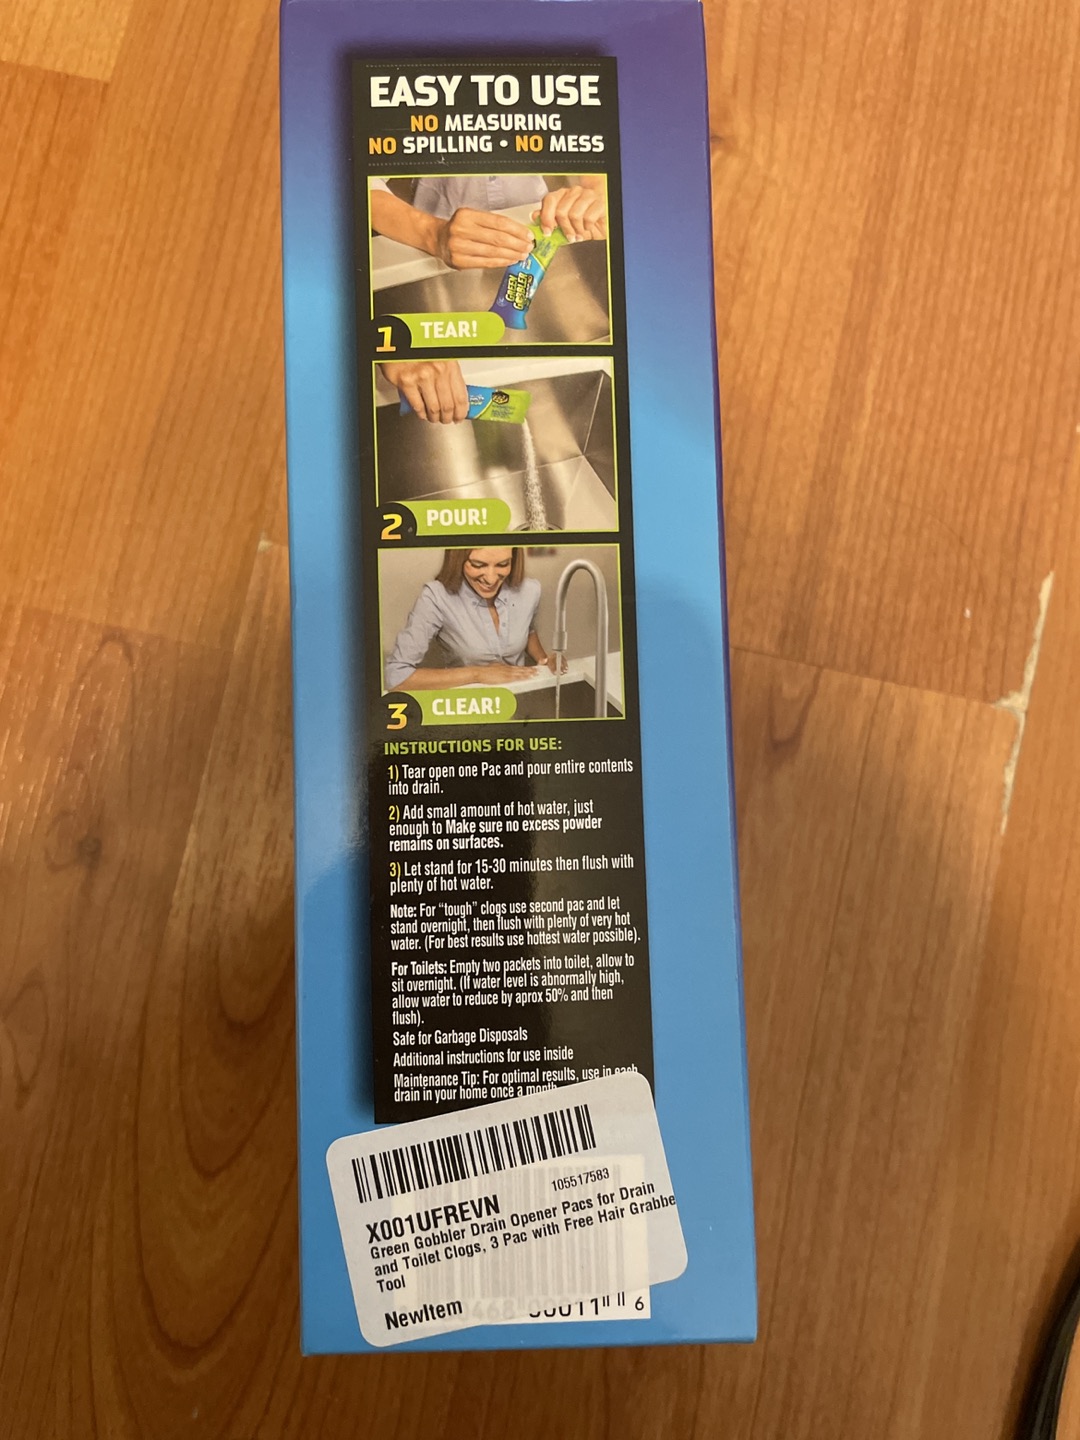 EASY TO USE
NO MEASURING
NO SPILLING • NO MESS
GREEN
GOBBLER
1 TEAR!
2 POUR!
3 CLEAR!
INSTRUCTIONS FOR USE:
1) Tear open one Pac and pour entire contents
into drain.
2) Add small amount of hot water, just
enough to Make sure no excess powder
remains on surfaces.
3) Let stand for 15-30 minutes then flush with
plenty of hot water.
Note: For “tough” clogs use second pac and let
stand overnight, then flush with plenty of very hot
water. (For best results use hottest water possible).
For Toilets: Empty two packets into toilet, allow to
sit overnight. (If water level is abnormally high,
allow water to reduce by aprox 50% and then
flush).
Safe for Garbage Disposals
Additional instructions for use inside
Maintenance Tip: For optimal results, use in each
drain in your home once a month
105517583
X001UFREVN
Green Gobbler Drain Opener Pacs for Drain
and Toilet Clogs, 3 Pac with Free Hair Grabbe
Tool
NewItem
6